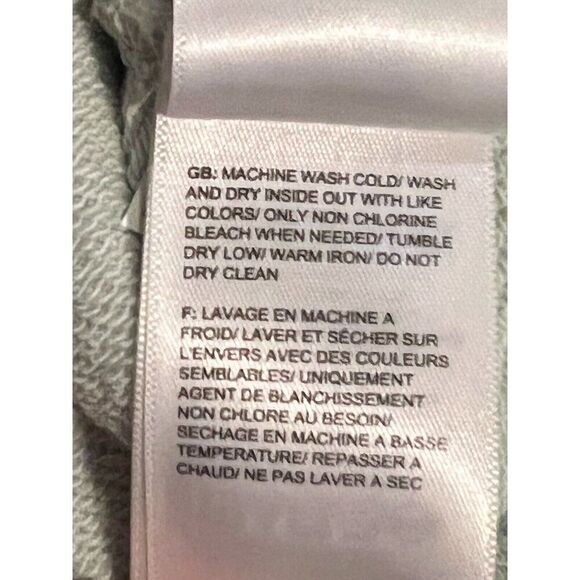 GB: MACHINE WASH COLD/ WASH
AND DRY INSIDE OUT WITH LIKE
COLORS/ ONLY NON CHLORINE
BLEACH WHEN NEEDED/ TUMBLE
DRY LOW/ WARM IRON/ DO NOT
DRY CLEAN
F: LAVAGE EN MACHINE A
FROID/ LAVER ET SÉCHER SUR
L'ENVERS AVEC DES COULEURS
SEMBLABLES/ UNIQUEMENT
AGENT DE BLANCHISSEMENT
NON CHLORE AU BESOIN/
SECHAGE EN MACHINE A BASSE
TEMPERATURE/ REPASSER A
CHAUD/ NE PAS LAVER A SEC